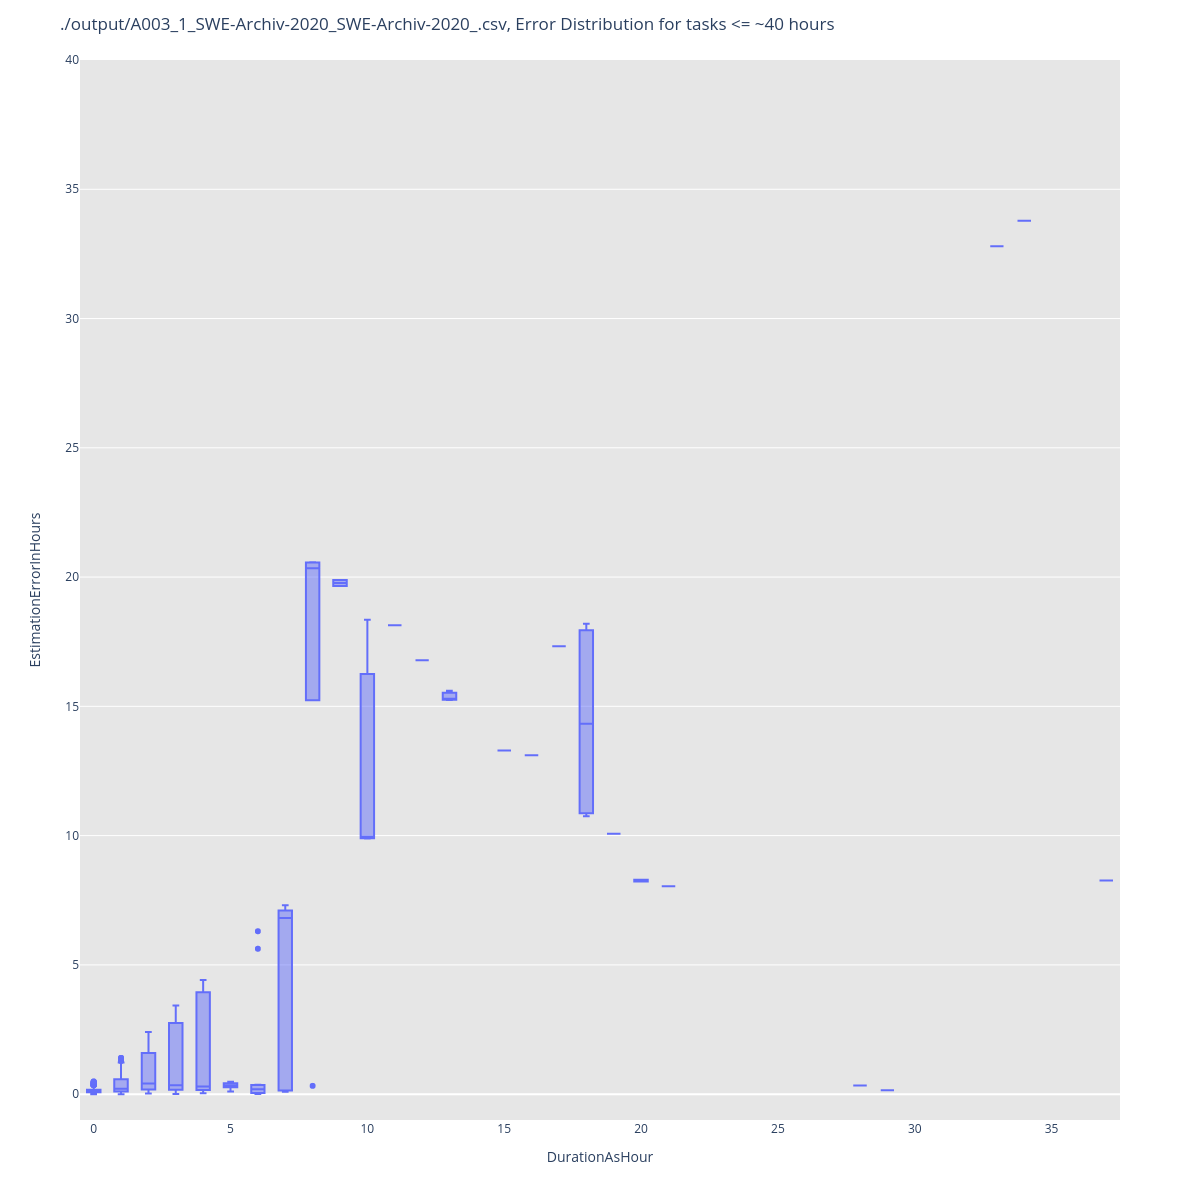 ./output/A003_1_SWE-Archiv-2020_SWE-Archiv-2020_.csv, Error Distribution for tasks <= ~40 hours
40
35
30
25
20
15
10
5
0
EstimationErrorInHours
0 5 10 15 20 25 30 35
DurationAsHour